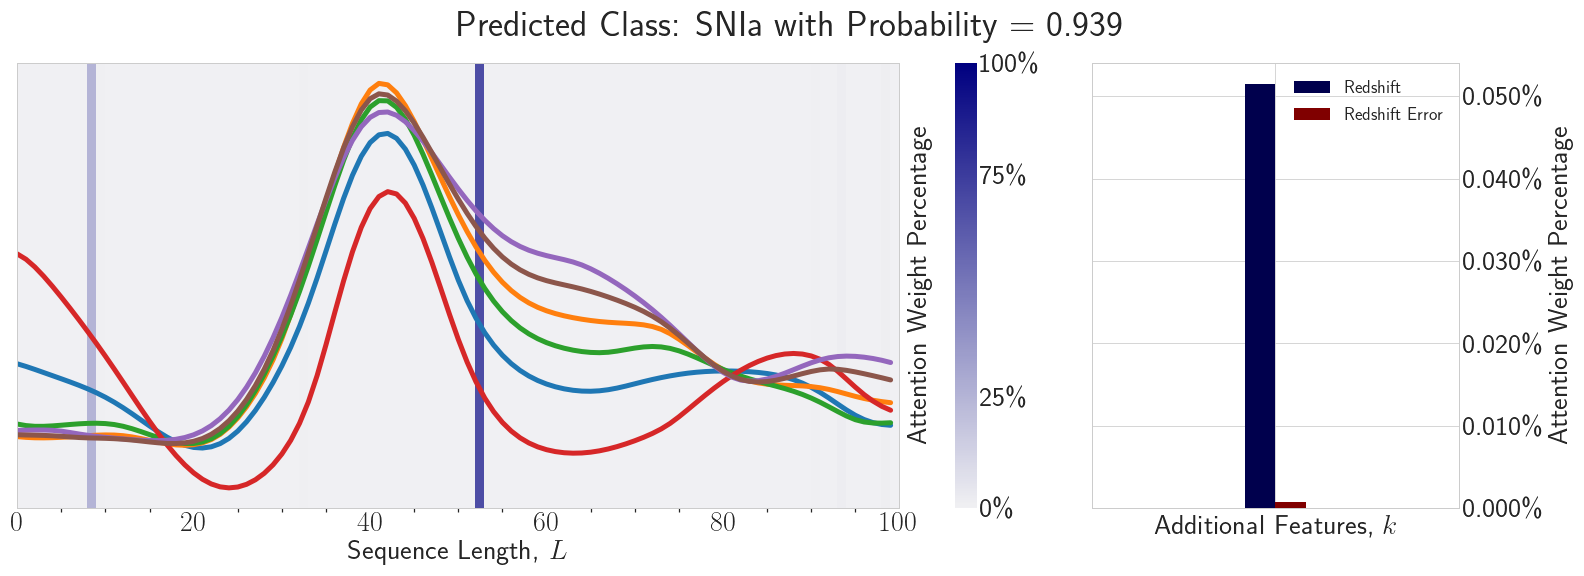 Predicted Class: SNIa with Probability = 0.939
0 20 40 60 80 100
Sequence Length, L
100%
75%
25%
0%
Attention Weight Percentage
Redshift
Redshift Error
0.050%
0.040%
0.030%
0.020%
0.010%
0.000%
Attention Weight Percentage
Additional Features, k